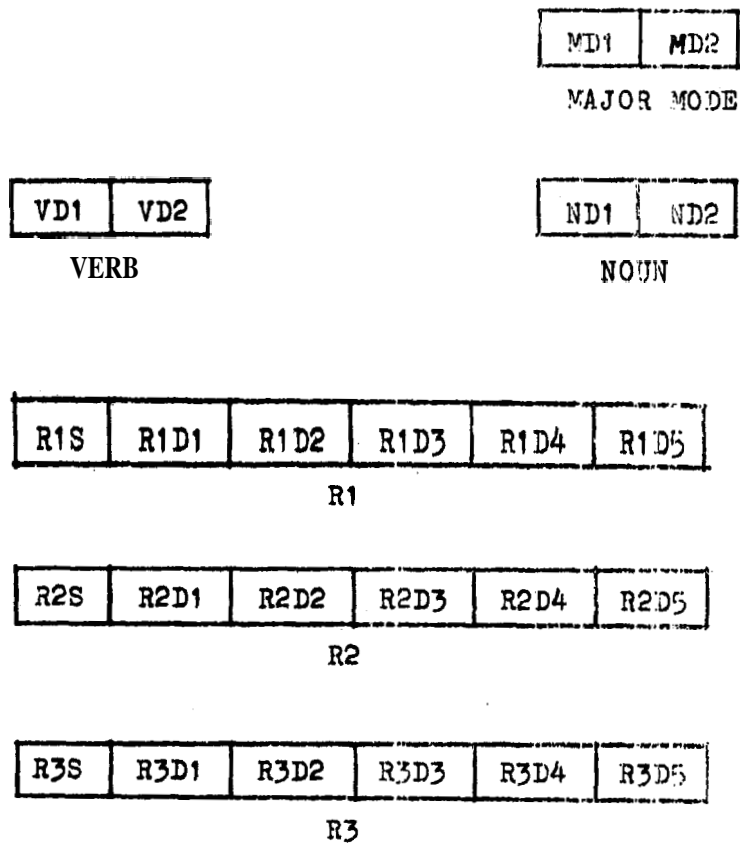 MD1 MD2
MAJOR MODE
VD1 VD2 ND1 ND2
VERB NOUN
R1S R1D1 R1D2 R1D3 R1D4 R1D5
R1
R2S R2D1 R2D2 R2D3 R2D4 R2D5
R2
R3S R3D1 R3D2 R3D3 R3D4 R3D5
R3